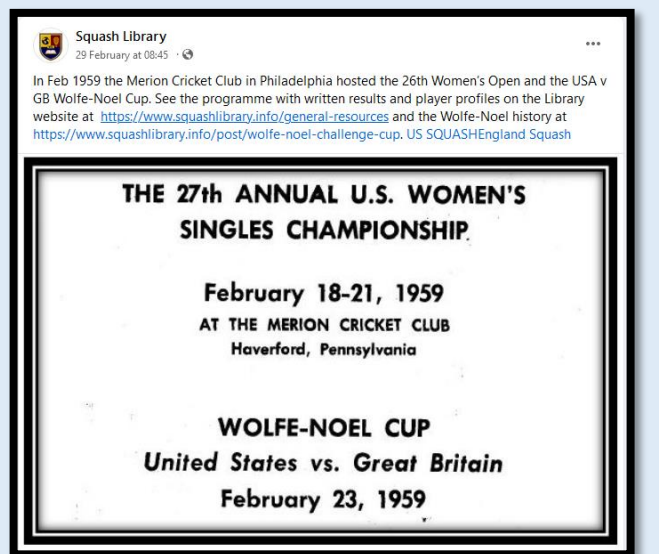 Squash Library
29 February at 08:45 ·
In Feb 1959 the Merion Cricket Club in Philadelphia hosted the 26th Women's Open and the USA v
GB Wolfe-Noel Cup. See the programme with written results and player profiles on the Library
website at https://www.squashlibrary.info/general-resources and the Wolfe-Noel history at
https://www.squashlibrary.info/post/wolfe-noel-challenge-cup. US SQUASHEngland Squash
THE 27th ANNUAL U.S. WOMEN'S
SINGLES CHAMPIONSHIP.
February 18-21, 1959
AT THE MERION CRICKET CLUB
Haverford, Pennsylvania
WOLFE-NOEL CUP
United States vs. Great Britain
February 23, 1959